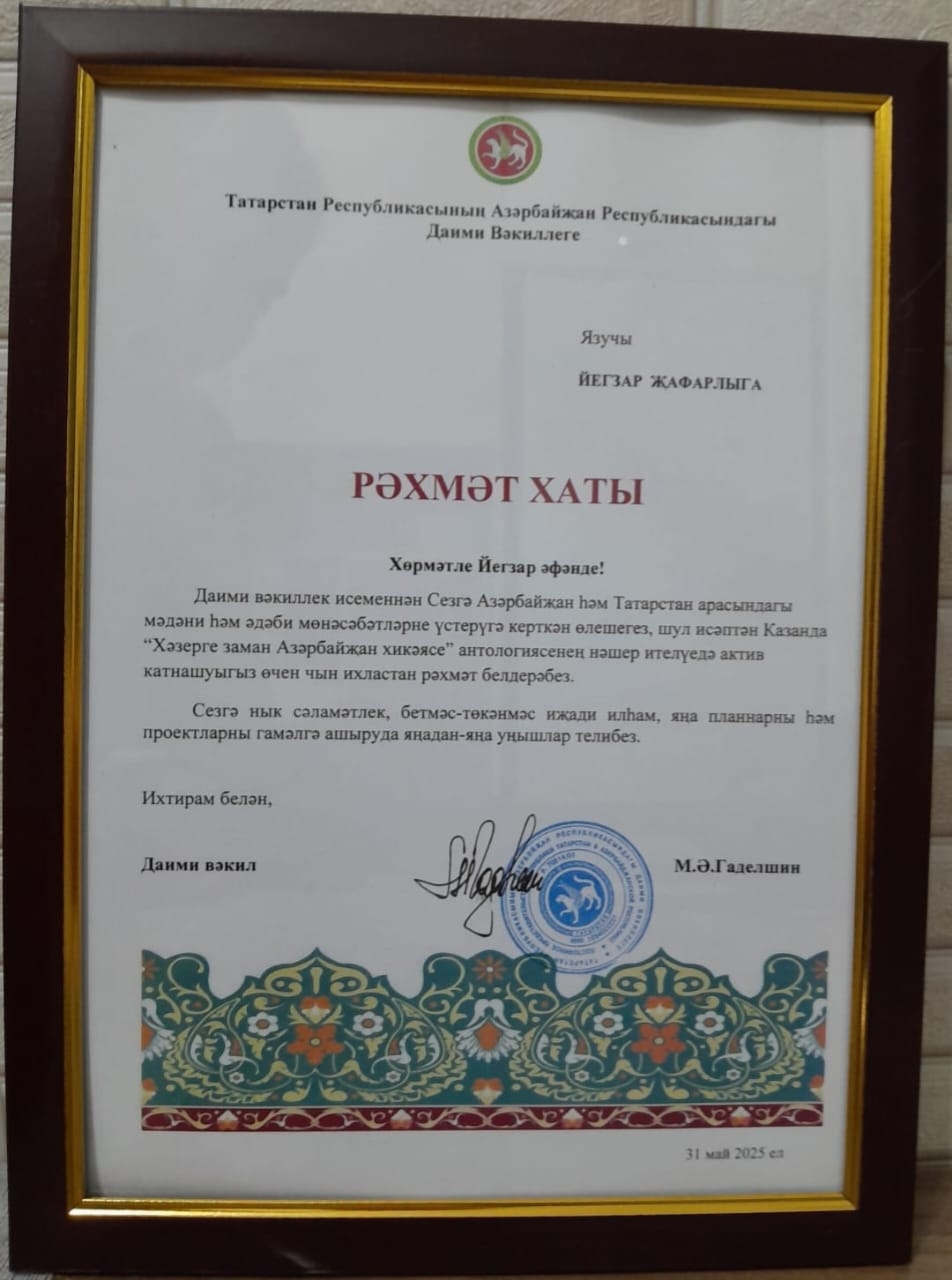 Татарстан Республикасының Азәрбайҗан Республикасындагы
Даими Вәкиллеге
Язучы
ЙЕГЗАР ҖАФАРЛЫГА
РӘХМӘТ ХАТЫ
Хөрмәтле Йегзар әфәнде!
Даими вәкиллек исеменнән Сезгә Азәрбайҗан һәм Татарстан арасындагы
мәдәни һәм әдәби мөнәсәбәтләрне үстерүгә керткән өлешегез, шул исәптән Казанда
“Хәзерге заман Азәрбайҗан хикәясе” антологиясенең нәшер ителүедә актив
катнашуыгыз өчен чын ихластан рәхмәт белдерәбез.
Сезгә нык сәламәтлек, бетмәс-төкәнмәс иҗади илһам, яңа планнарны һәм
проектларны гамәлгә ашыруда яңадан-яңа уңышлар телибез.
Ихтирам белән,
Даими вәкил
М.Ә.Гаделшин
31 май 2025 ел